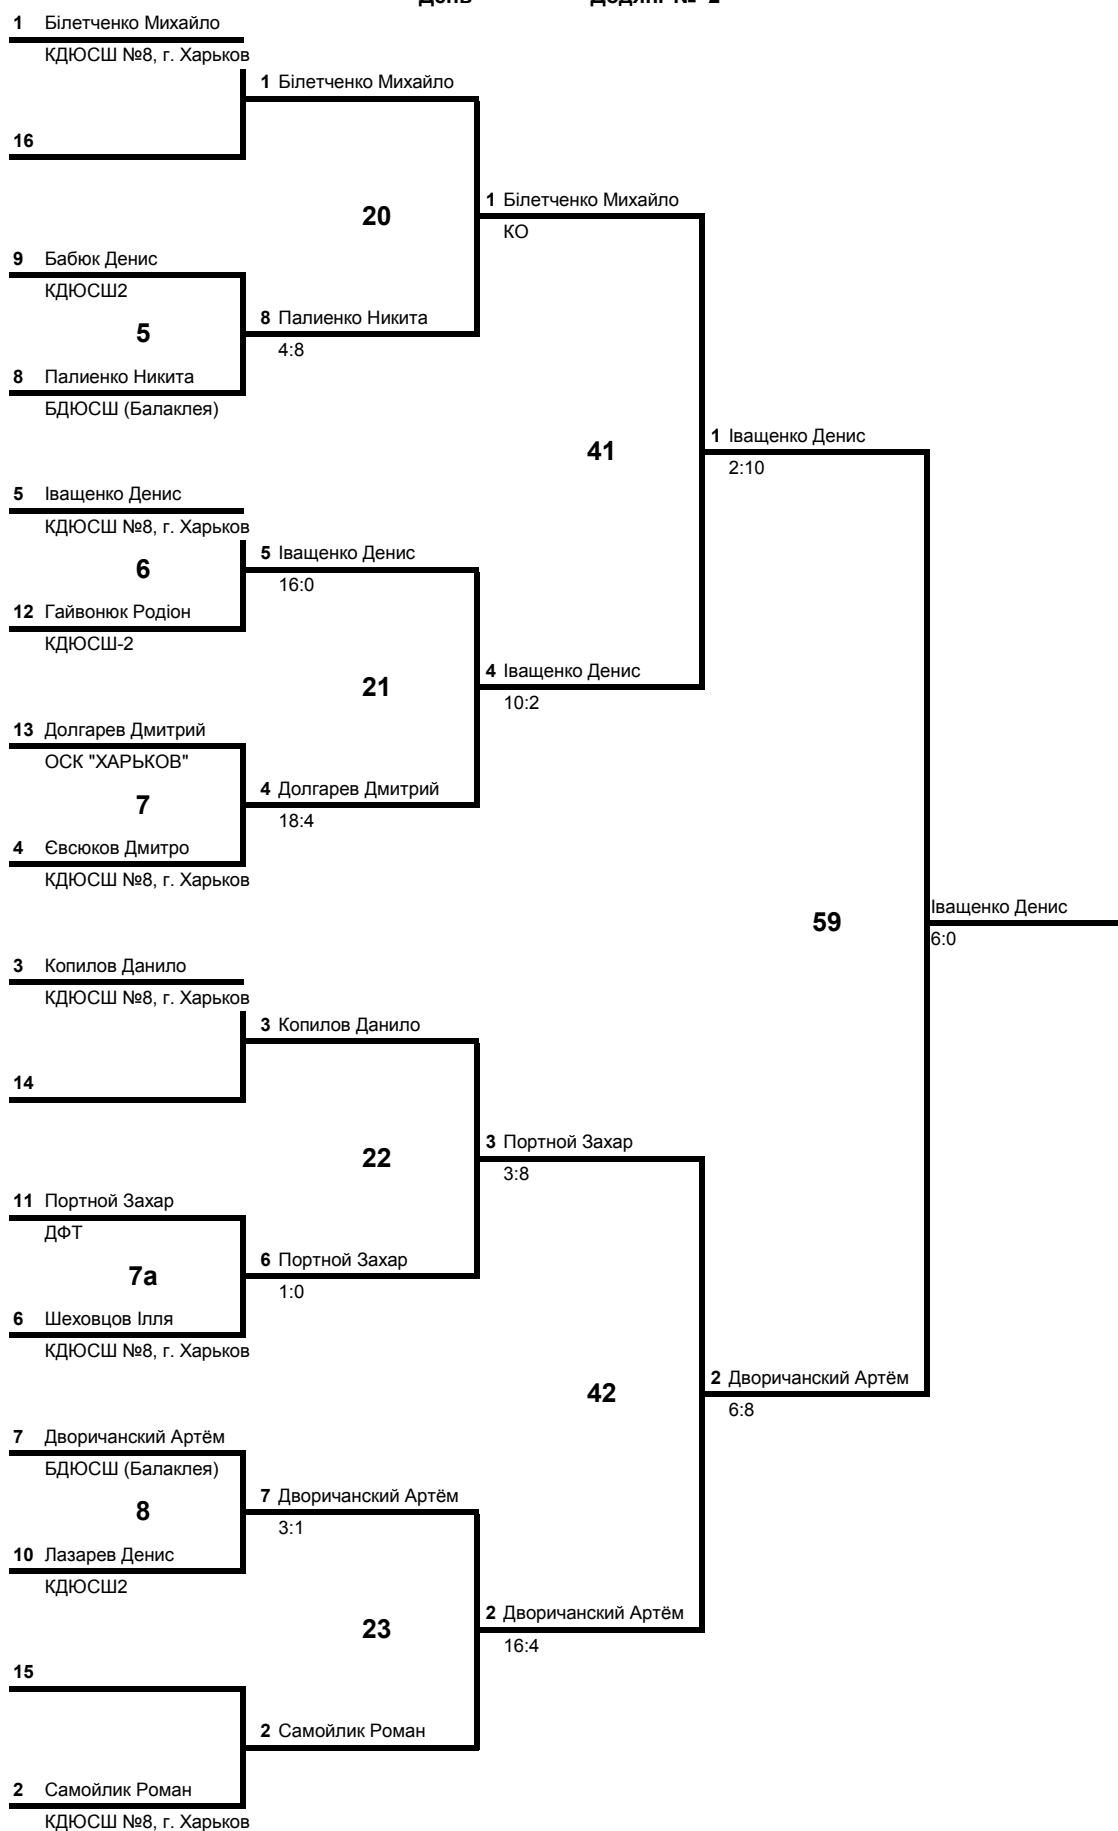 День Додянг № 2
1 Білетченко Михайло
КДЮСШ №8, г. Харьков
1 Білетченко Михайло
16
20
1 Білетченко Михайло
КО
9 Бабюк Денис
КДЮСШ2
5
8 Палиенко Никита
4:8
8 Палиенко Никита
БДЮСШ (Балаклея)
41
1 Іващенко Денис
2:10
5 Іващенко Денис
КДЮСШ №8, г. Харьков
6
5 Іващенко Денис
16:0
12 Гайвонюк Родіон
КДЮСШ-2
21
4 Іващенко Денис
10:2
13 Долгарев Дмитрий
ОСК "ХАРЬКОВ"
7
4 Долгарев Дмитрий
18:4
4 Євсюков Дмитро
КДЮСШ №8, г. Харьков
59
Іващенко Денис
6:0
3 Копилов Данило
КДЮСШ №8, г. Харьков
3 Копилов Данило
14
22
3 Портной Захар
3:8
11 Портной Захар
ДФТ
7а
6 Портной Захар
1:0
6 Шеховцов Ілля
КДЮСШ №8, г. Харьков
42
2 Дворичанский Артём
6:8
7 Дворичанский Артём
БДЮСШ (Балаклея)
8
7 Дворичанский Артём
3:1
10 Лазарев Денис
КДЮСШ2
23
2 Дворичанский Артём
16:4
15
2 Самойлик Роман
2 Самойлик Роман
КДЮСШ №8, г. Харьков